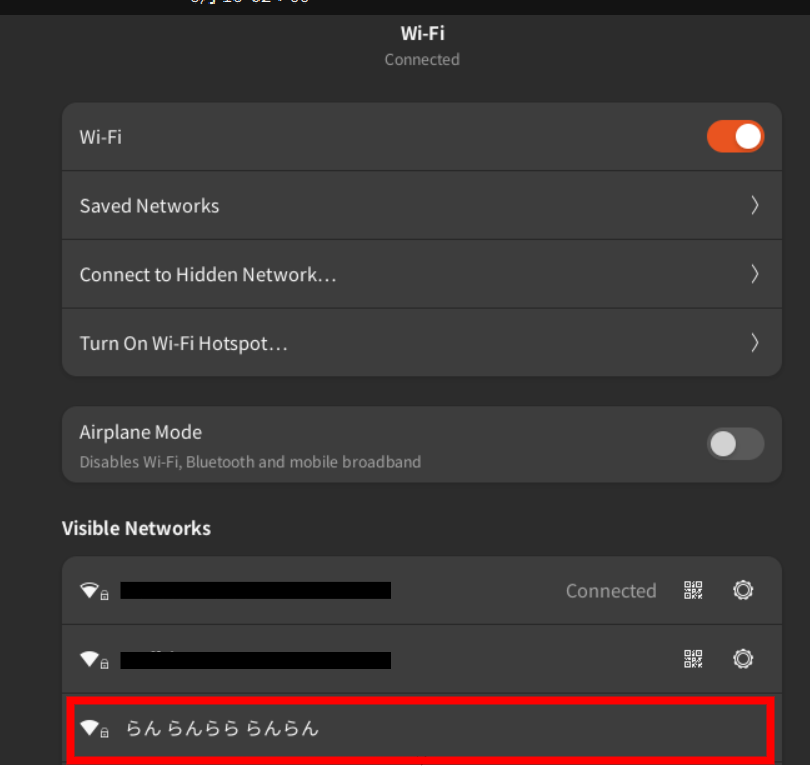 Wi-Fi
Connected
Wi-Fi
Saved Networks
Connect to Hidden Network…
Turn On Wi-Fi Hotspot…
Airplane Mode
Disables Wi-Fi, Bluetooth and mobile broadband
Visible Networks
Connected
らん らんらら らんらん